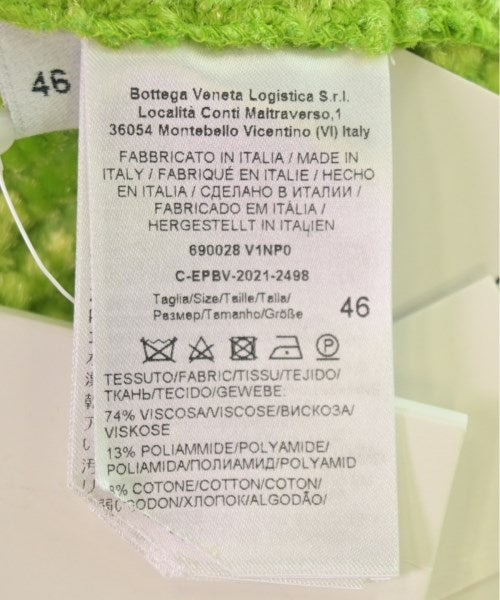 46
Bottega Veneta Logistica S.r.l.
Località Conti Maltraverso,1
36054 Montebello Vicentino (VI) Italy
FABBRICATO IN ITALIA / MADE IN
ITALY / FABRIQUÉ EN ITALIE / HECHO
EN ITALIA / СДЕЛАНО В ИТАЛИИ /
FABRICADO EM ITÁLIA /
HERGESTELLT IN ITALIEN
690028 V1NP0
C-EPBV-2021-2498
Taglia/Size/Taille/Talla/
Размер/Tamanho/Größe
46
P
TESSUTO/FABRIC/TISSU/TEJIDO/
ТКАНЬ/TECIDO/GEWEBE:
74% VISCOSA/VISCOSE/ВИСКОЗА/
VISKOSE
13% POLIAMMIDE/POLYAMIDE/
POLIAMIDA/ПОЛИАМИД/POLYAMID
8% COTONE/COTTON/COTON/
ALGODON/ХЛОПОК/ALGODÃO/